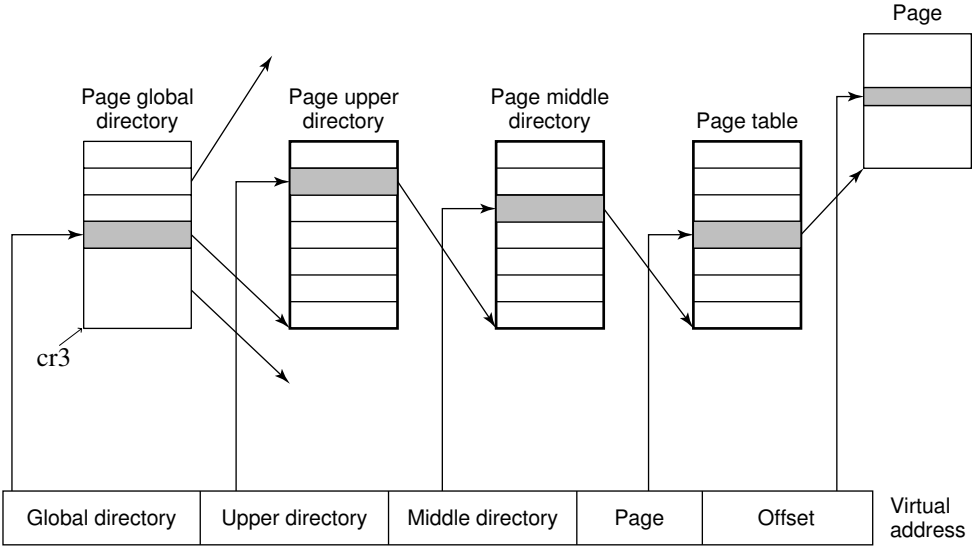 Page
Page global
directory
Page upper
directory
Page middle
directory
Page table
cr3
Global directory
Upper directory
Middle directory
Page
Offset
Virtual
address